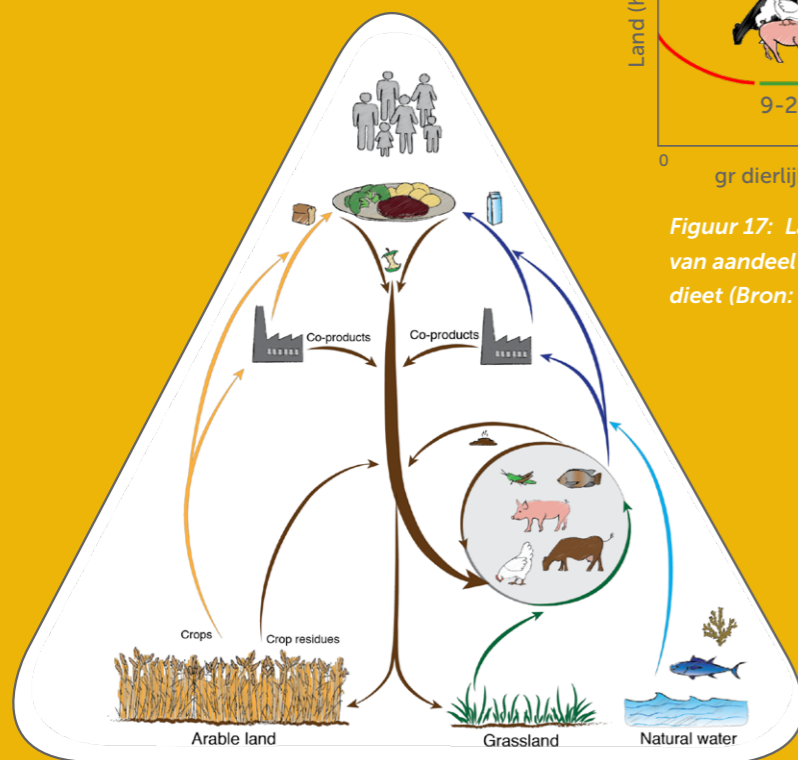 Land (
9-2
0
gr dierlij
Figuur 17: L
van aandeel
dieet (Bron:
Co-products
Co-products
Crops
Crop residues
Arable land
Grassland
Natural water